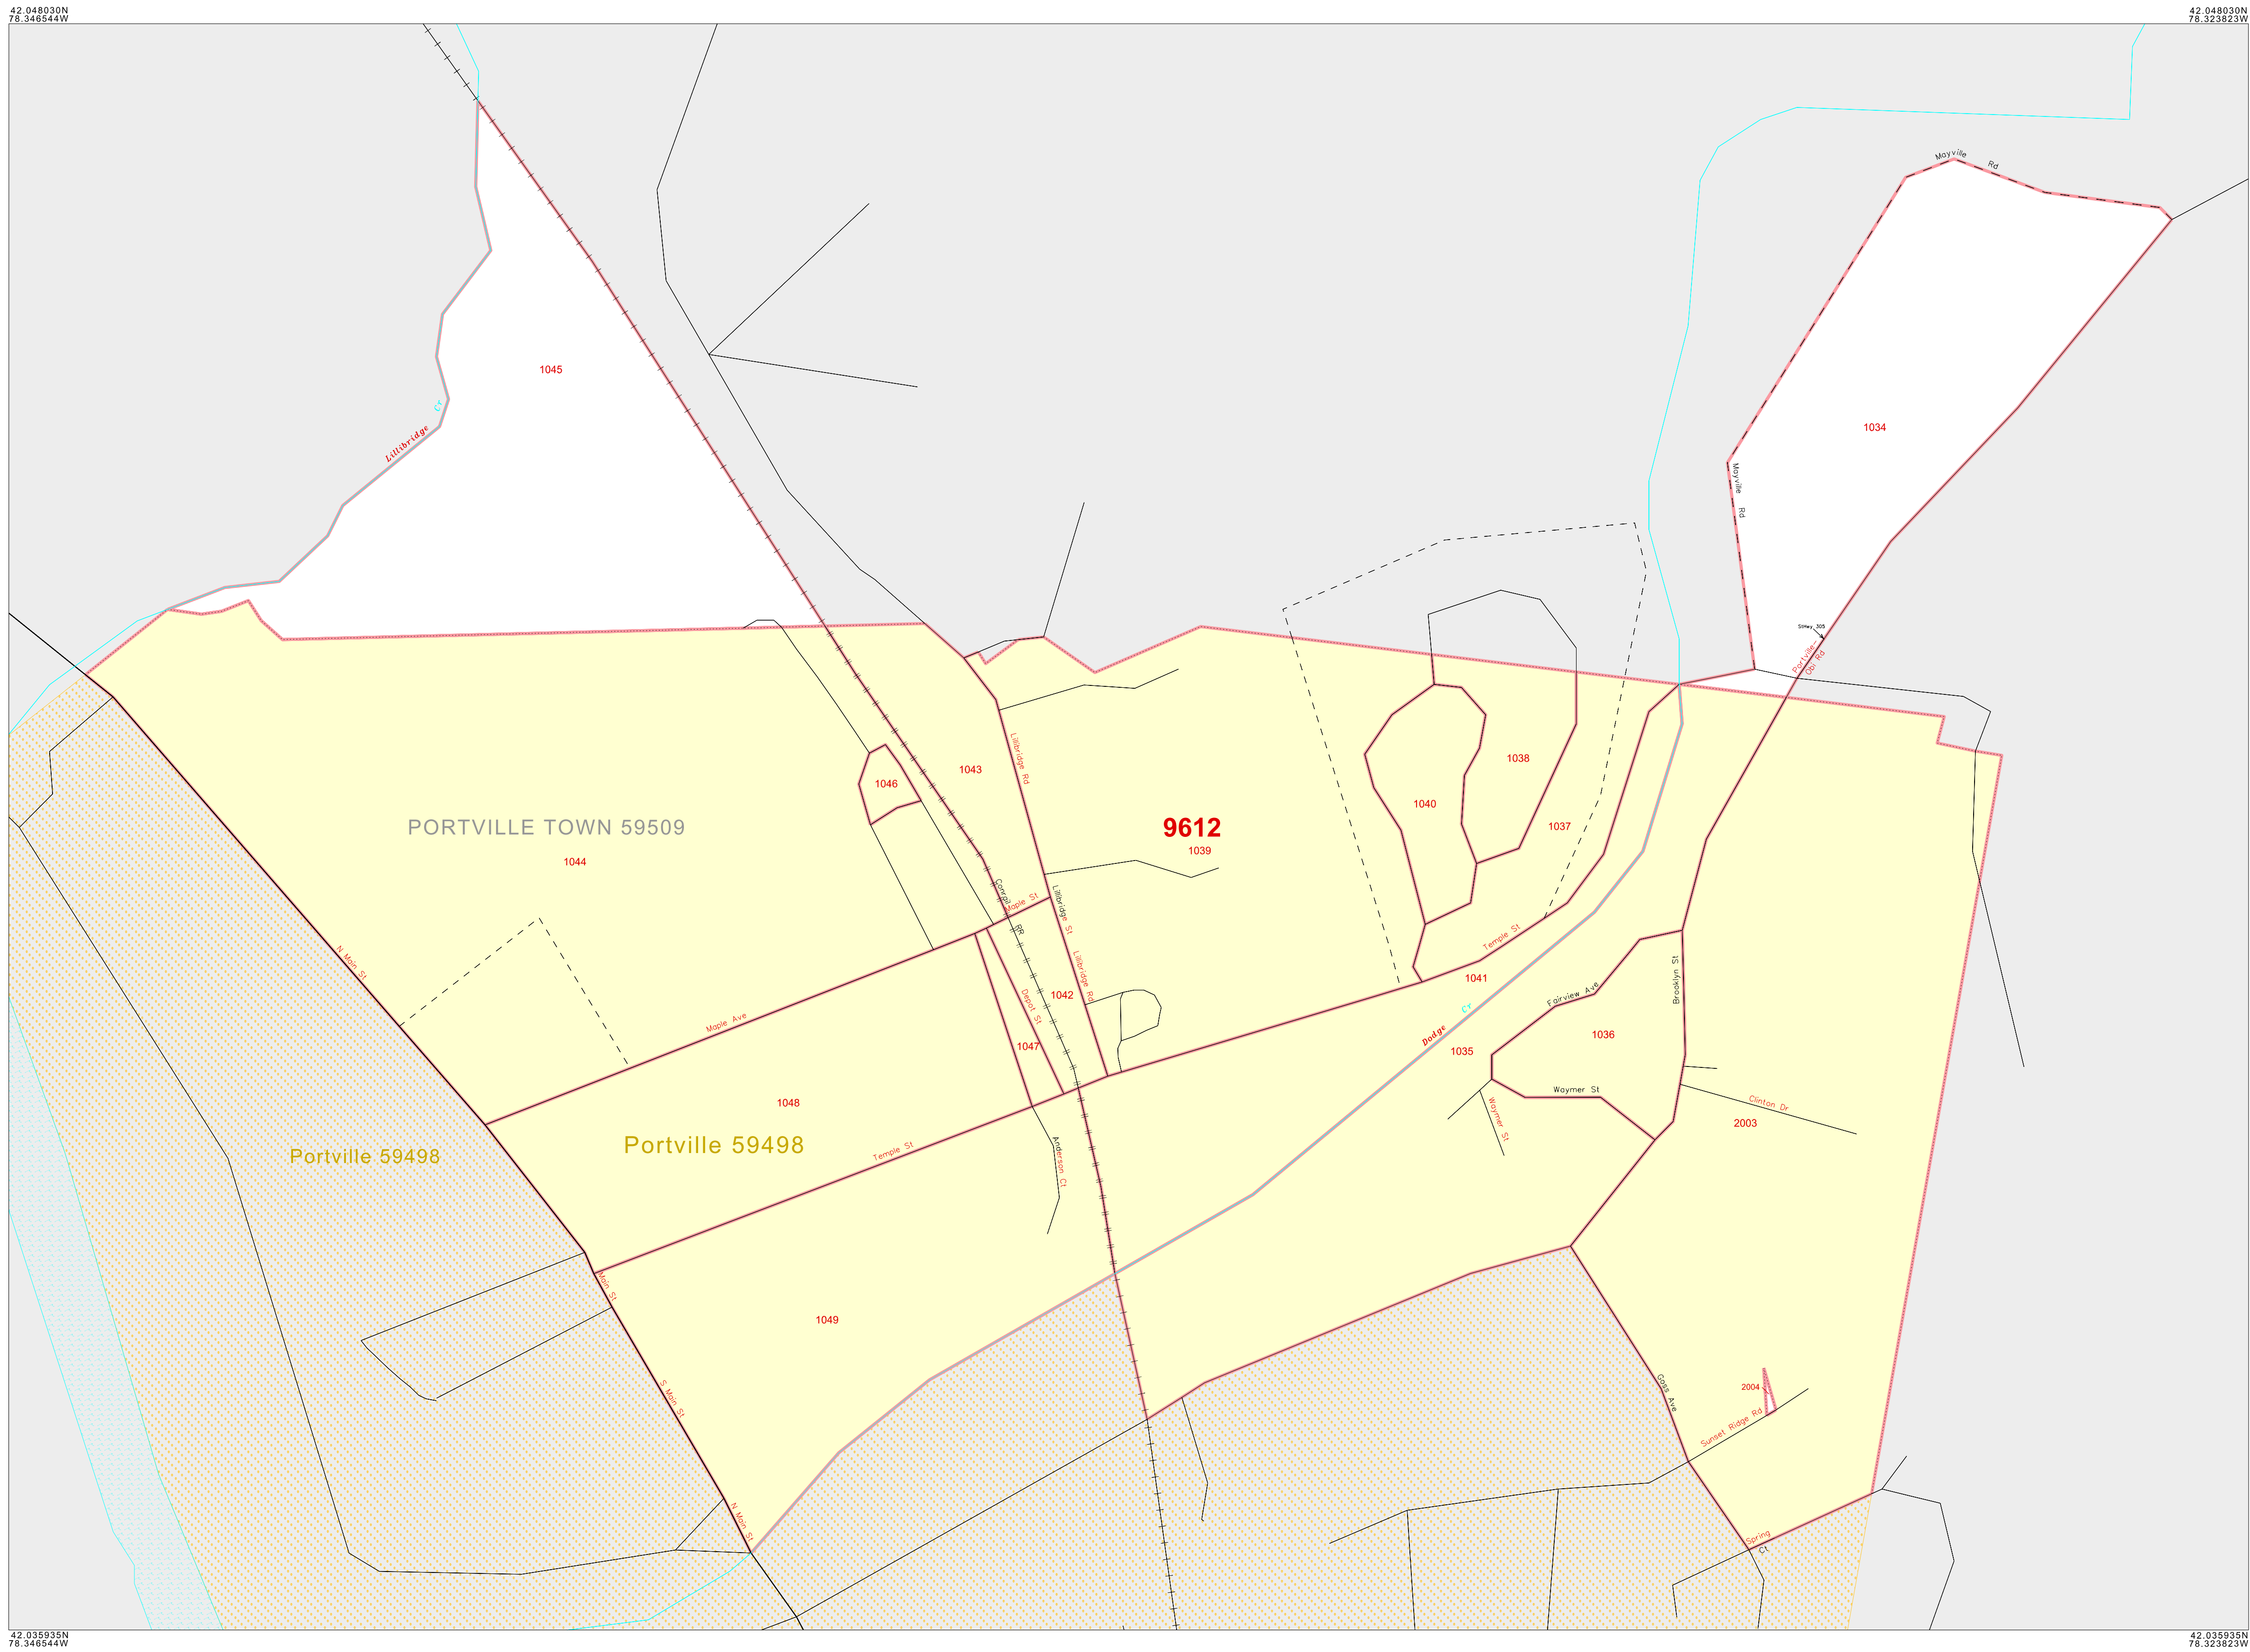 42.048030N
78.346544W
42.048030N
78.323823W
Mayville Rd
1045
Lillibridge Cr
1034
Mayville Rd
StHwy 305
Portville-
Obi Rd
Lillibridge Rd
1043
1038
1046
1040
PORTVILLE TOWN 59509
9612
1037
1039
1044
Conrail RR
Maple St
Lillibridge St
N Main St
Temple St
Brooklyn St
1041
Lillibridge Rd
1042
Depot St
Fairview Ave
Maple Ave
Dodge Cr
1036
1047
1035
Waymer St
1048
Waymer St
Clinton Dr
2003
Portville 59498
Portville 59498
Temple St
Anderson Ct
Main St
1049
S Main St
Goss Ave
2004
Sunset Ridge Rd
N Main St
Spring
Ct
42.035935N
78.346544W
42.035935N
78.323823W